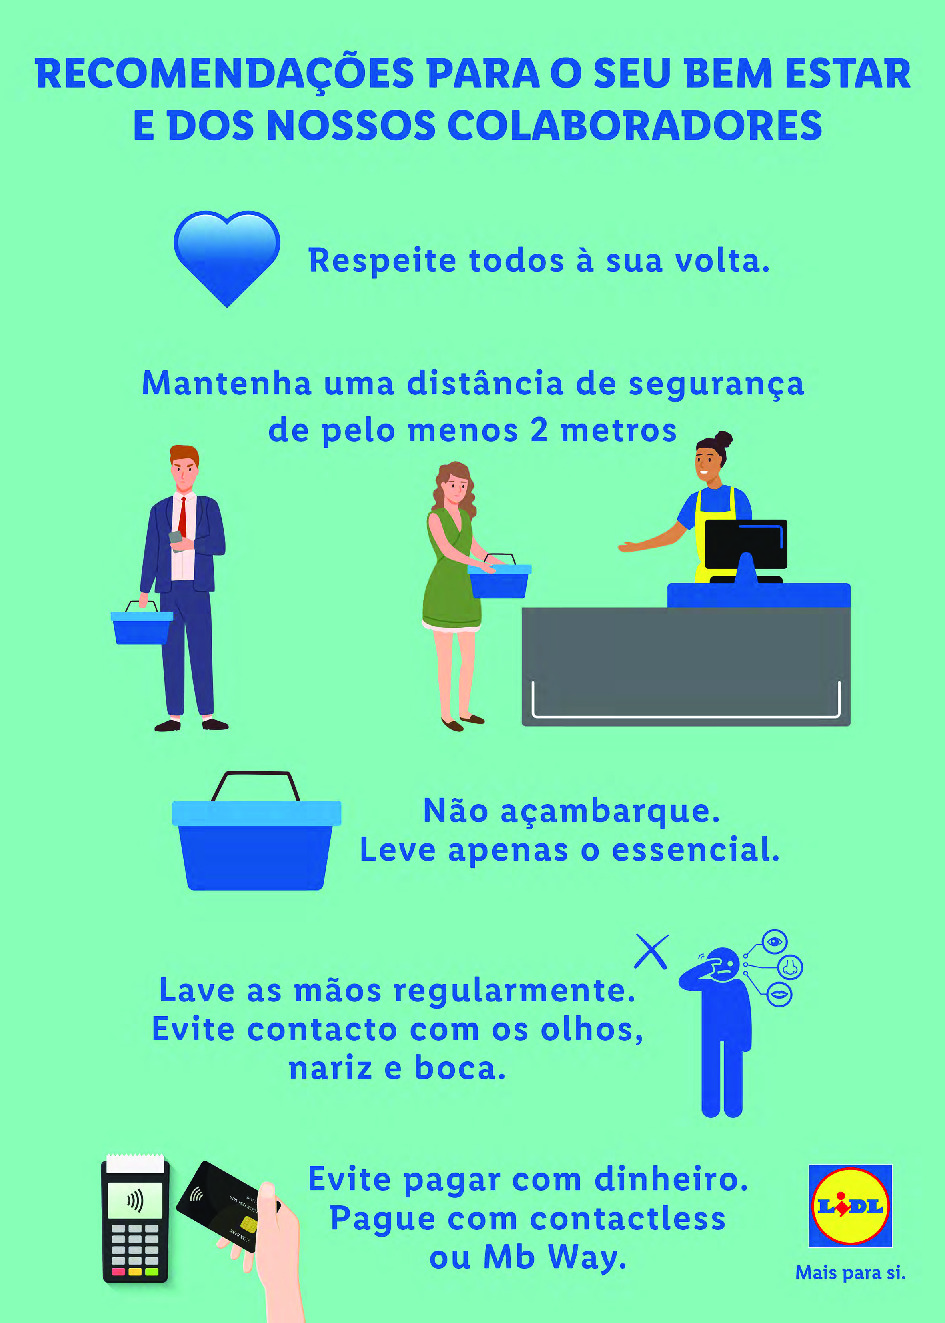 RECOMENDAÇÕES PARA O SEU BEM ESTAR
E DOS NOSSOS COLABORADORES
Respeite todos à sua volta.
Mantenha uma distância de segurança
de pelo menos 2 metros
Não açambarque.
Leve apenas o essencial.
Lave as mãos regularmente.
Evite contacto com os olhos,
nariz e boca.
Evite pagar com dinheiro.
Pague com contactless
ou Mb Way.
LIDL
Mais para si.